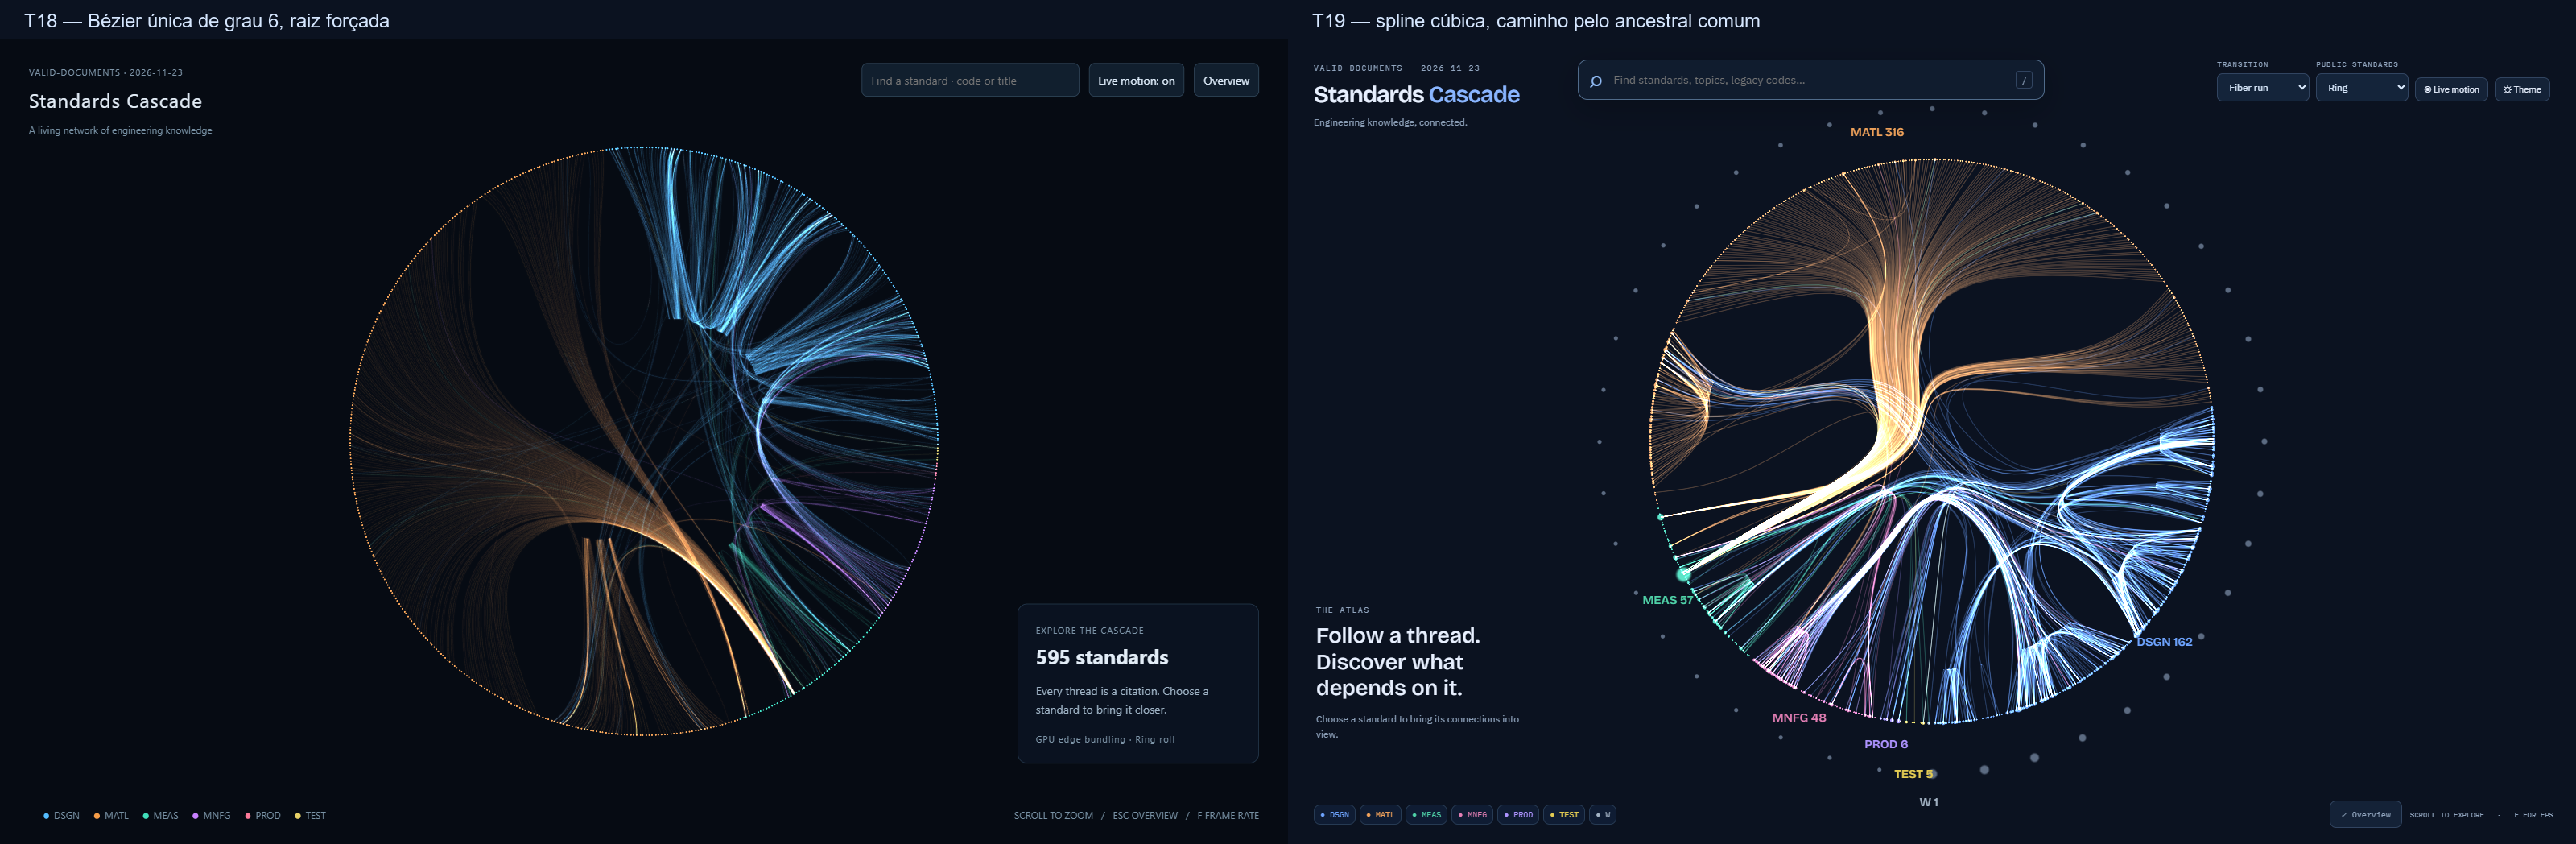 T18 — Bézier única de grau 6, raiz forçada
VALID-DOCUMENTS · 2026-11-23
Standards Cascade
A living network of engineering knowledge
Find a standard · code or title
Live motion: on
Overview
EXPLORE THE CASCADE
595 standards
Every thread is a citation. Choose a
standard to bring it closer.
GPU edge bundling · Ring roll
DSGN
MATL
MEAS
MNFG
PROD
TEST
SCROLL TO ZOOM / ESC OVERVIEW / F FRAME RATE
T19 — spline cúbica, caminho pelo ancestral comum
VALID-DOCUMENTS · 2026-11-23
Standards Cascade
Engineering knowledge, connected.
Find standards, topics, legacy codes...
/
TRANSITION
Fiber run
PUBLIC STANDARDS
Ring
Live motion
Theme
MATL 316
MEAS 57
DSGN 162
MNFG 48
PROD 6
TEST 5
W 1
THE ATLAS
Follow a thread.
Discover what
depends on it.
Choose a standard to bring its connections into
view.
DSGN
MATL
MEAS
MNFG
PROD
TEST
W
✓ Overview
SCROLL TO EXPLORE · F FOR FPS